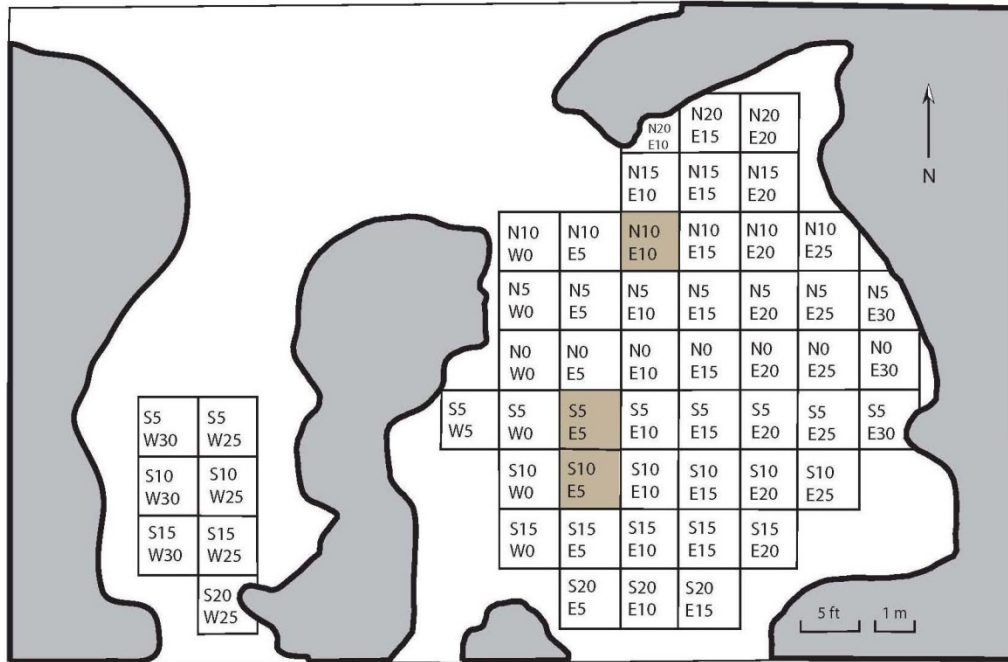 N20 N20 N20
E10 E15 E20
N15 N15 N15
E10 E15 E20
N
N10 N10 N10 N10 N10 N10
W0 E5 E10 E15 E20 E25
N5 N5 N5 N5 N5 N5 N5
W0 E5 E10 E15 E20 E25 E30
N0 N0 N0 N0 N0 N0 N0
W0 E5 E10 E15 E20 E25 E30
S5 S5 S5 S5 S5 S5 S5 S5 S5 S5
W30 W25 W5 W0 E5 E10 E15 E20 E25 E30
S10 S10 S10 S10 S10 S10 S10 S10
W30 W25 W0 E5 E10 E15 E20 E25
S15 S15 S15 S15 S15 S15 S15
W30 W25 W0 E5 E10 E15 E20
S20 S20 S20 S20
W25 E5 E10 E15
5 ft 1 m